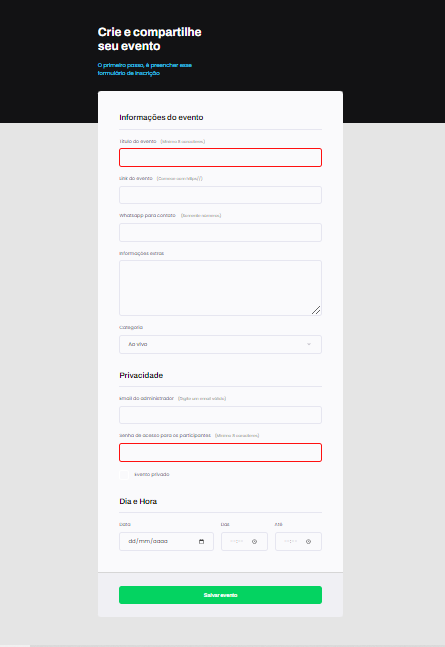 Crie e compartilhe
seu evento
O primeiro passo, é preencher esse
formulário de inscrição
Informações do evento
Título do evento (Mínimo 8 caracteres)
Link do evento (Comece com https://)
Whatsapp para contato (Somente números)
Informações extras
Categoria
Ao vivo
Privacidade
Email do administrador (Digite um email válido)
Senha de acesso para os participantes (Mínimo 8 caracteres)
Evento privado
Dia e Hora
Data Das Até
dd/mm/aaaa
Salvar evento